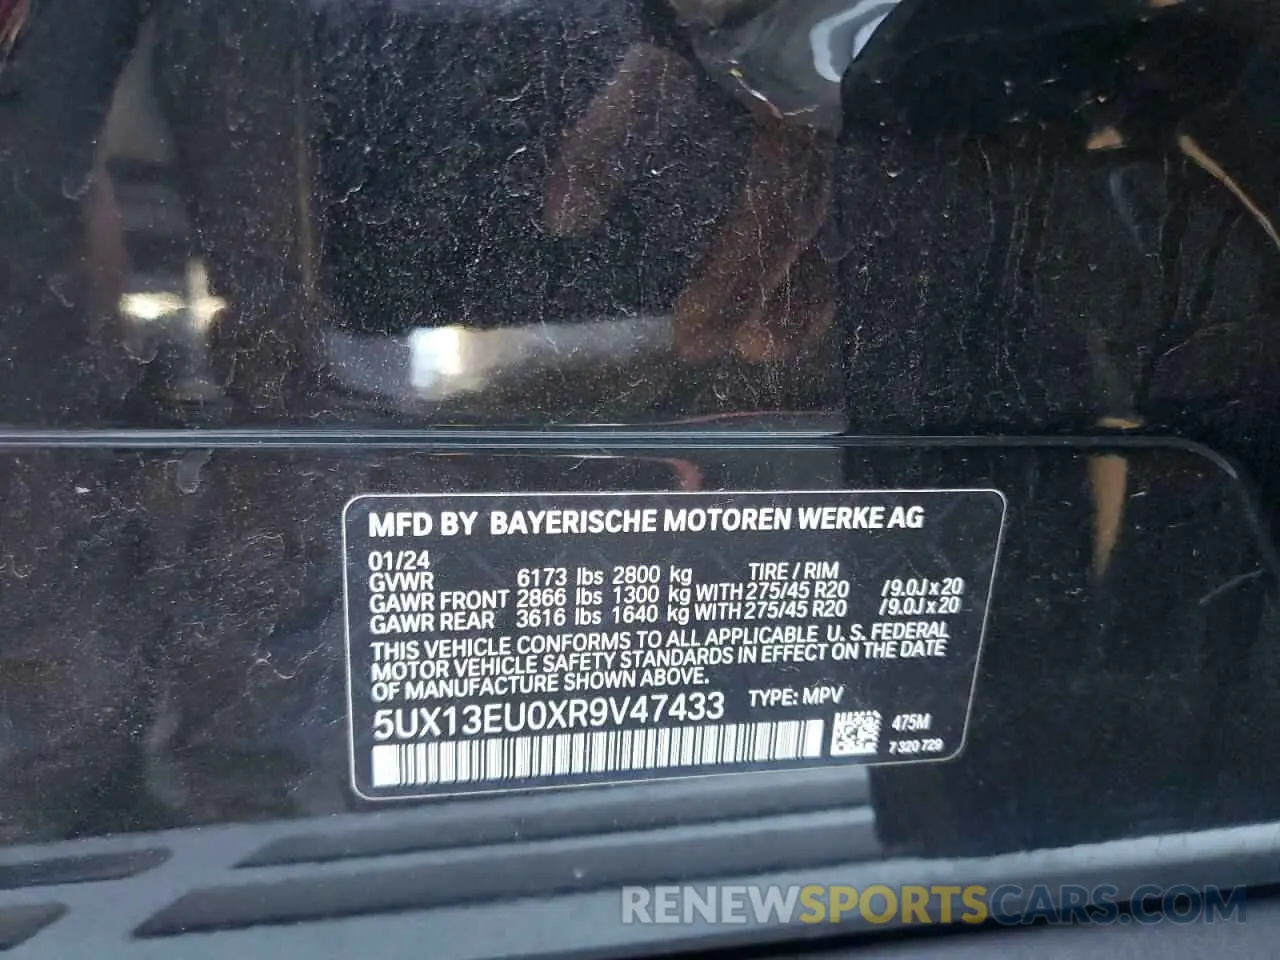 MFD BY BAYERISCHE MOTOREN WERKE AG
01/24
GVWR 6173 lbs 2800 kg TIRE / RIM
GAWR FRONT 2866 lbs 1300 kg WITH 275/45 R20 /9.0J x 20
GAWR REAR 3616 lbs 1640 kg WITH 275/45 R20 /9.0J x 20
THIS VEHICLE CONFORMS TO ALL APPLICABLE U.S. FEDERAL
MOTOR VEHICLE SAFETY STANDARDS IN EFFECT ON THE DATE
OF MANUFACTURE SHOWN ABOVE.
5UX13EU0XR9V47433 TYPE: MPV
475M
7 320 729
RENEWSPORTSCARS.COM